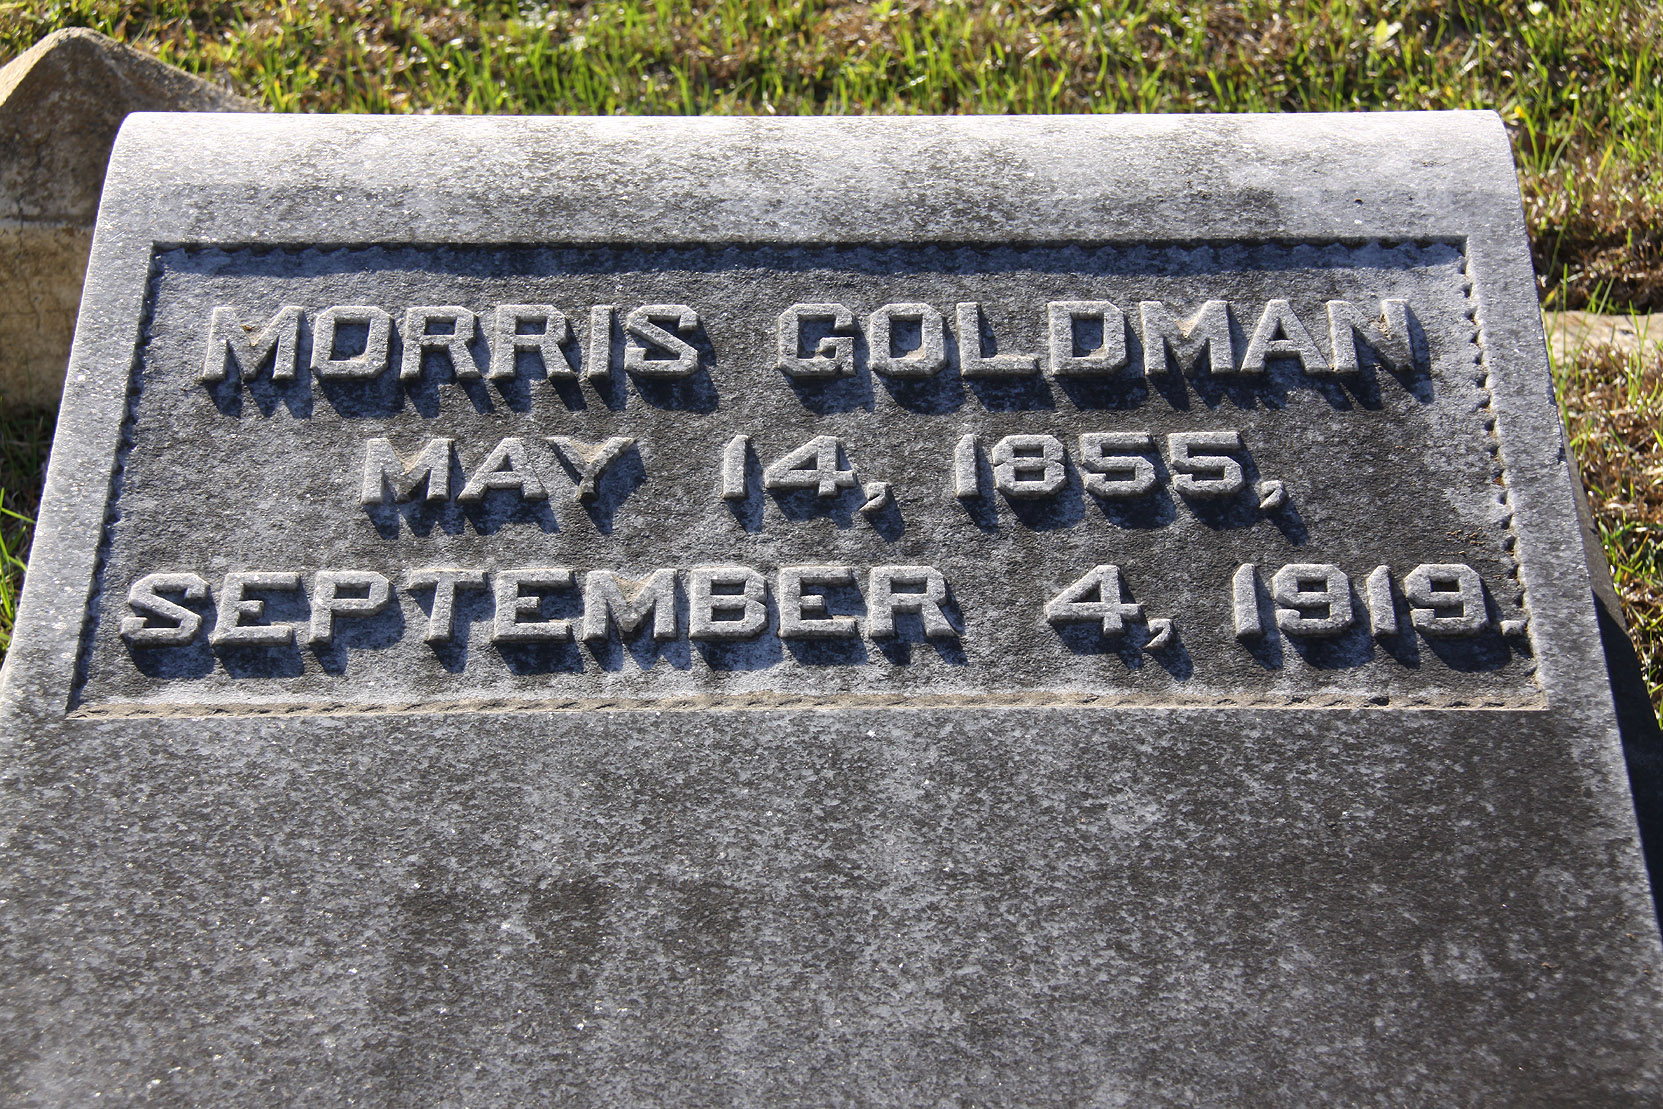 MORRIS GOLDMAN
MAY 14, 1855,
SEPTEMBER 4, 1919.